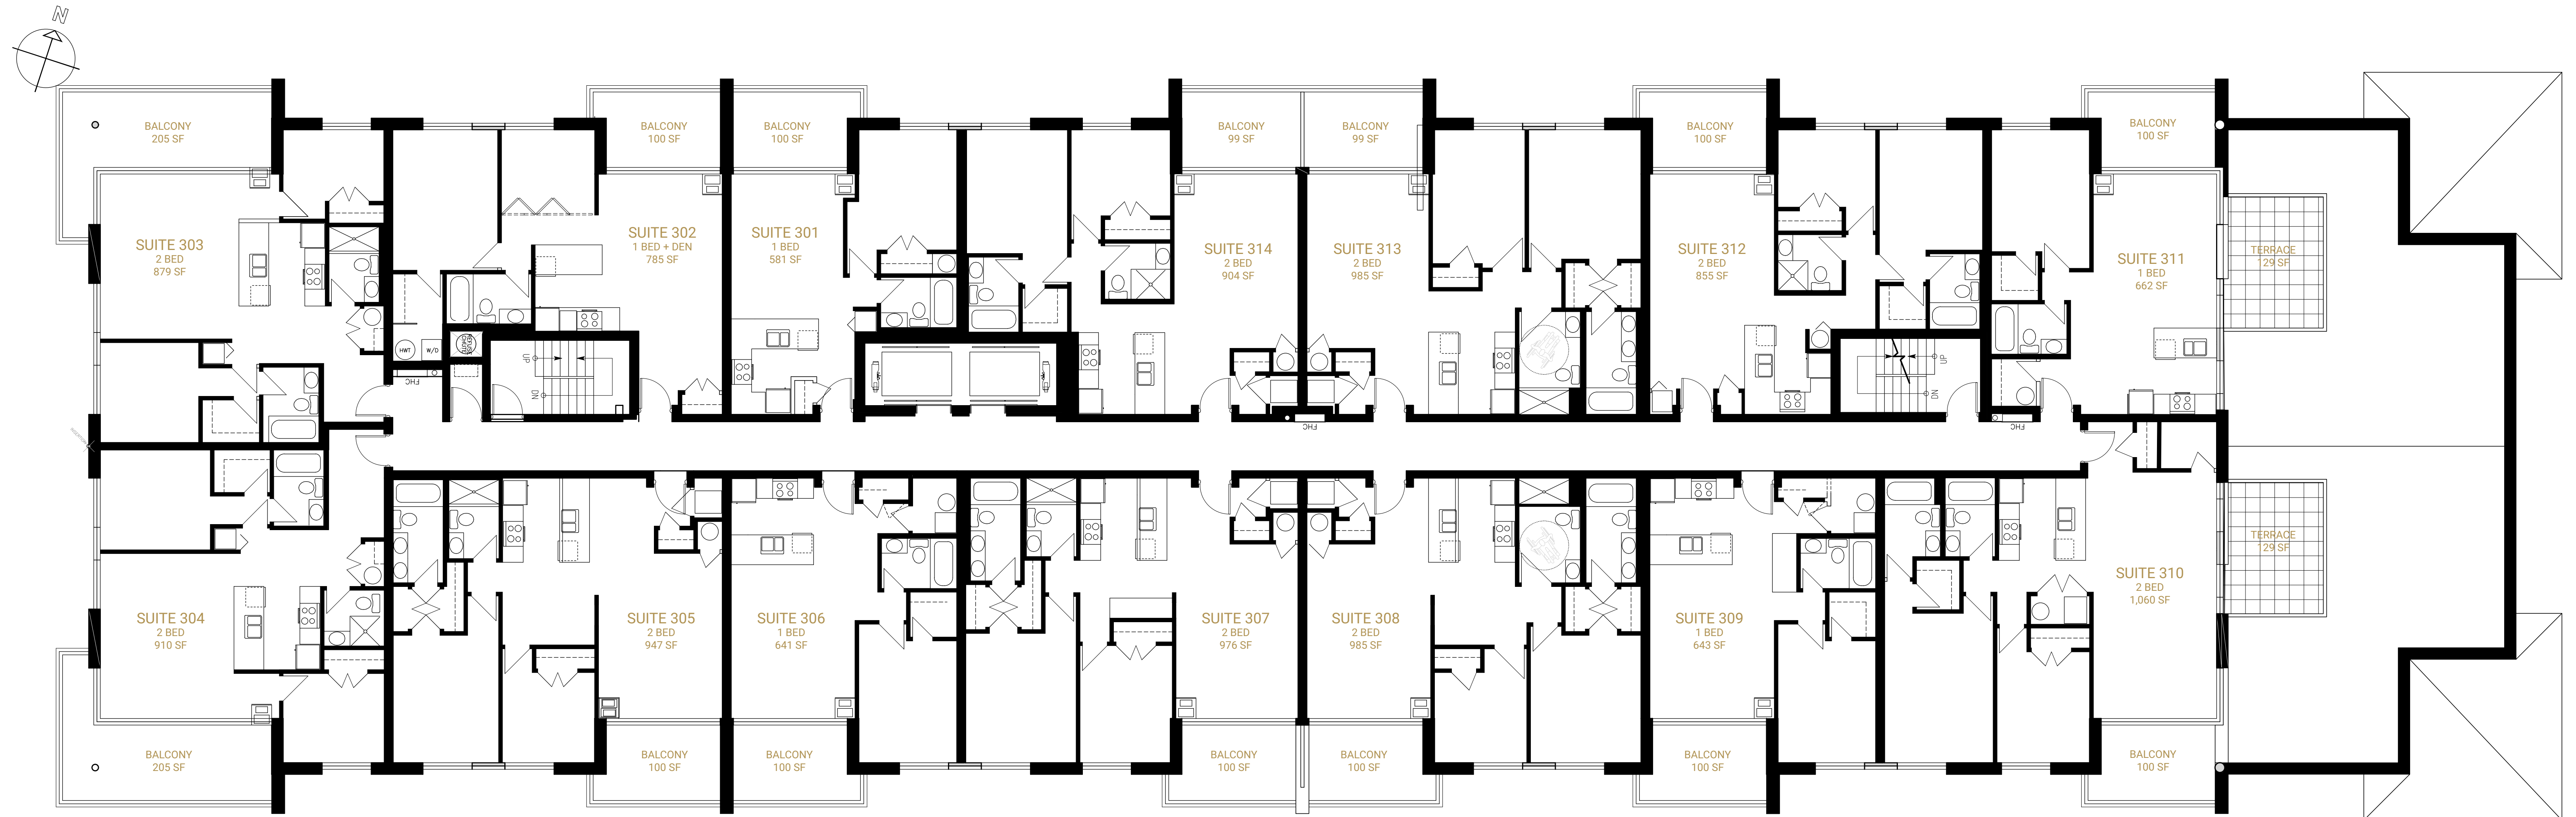 N
BALCONY
205 SF
BALCONY
100 SF
BALCONY
100 SF
BALCONY
99 SF
BALCONY
99 SF
BALCONY
100 SF
BALCONY
100 SF
SUITE 303
2 BED
879 SF
SUITE 302
1 BED + DEN
785 SF
SUITE 301
1 BED
581 SF
SUITE 314
2 BED
904 SF
SUITE 313
2 BED
985 SF
SUITE 312
2 BED
855 SF
SUITE 311
1 BED
662 SF
TERRACE
129 SF
HWT
W/D
REFUSE
CHUTE
UP
DN
UP
DN
FHC
FHC
FHC
TERRACE
129 SF
SUITE 304
2 BED
910 SF
SUITE 305
2 BED
947 SF
SUITE 306
1 BED
641 SF
SUITE 307
2 BED
976 SF
SUITE 308
2 BED
985 SF
SUITE 309
1 BED
643 SF
SUITE 310
2 BED
1,060 SF
BALCONY
205 SF
BALCONY
100 SF
BALCONY
100 SF
BALCONY
100 SF
BALCONY
100 SF
BALCONY
100 SF
BALCONY
100 SF